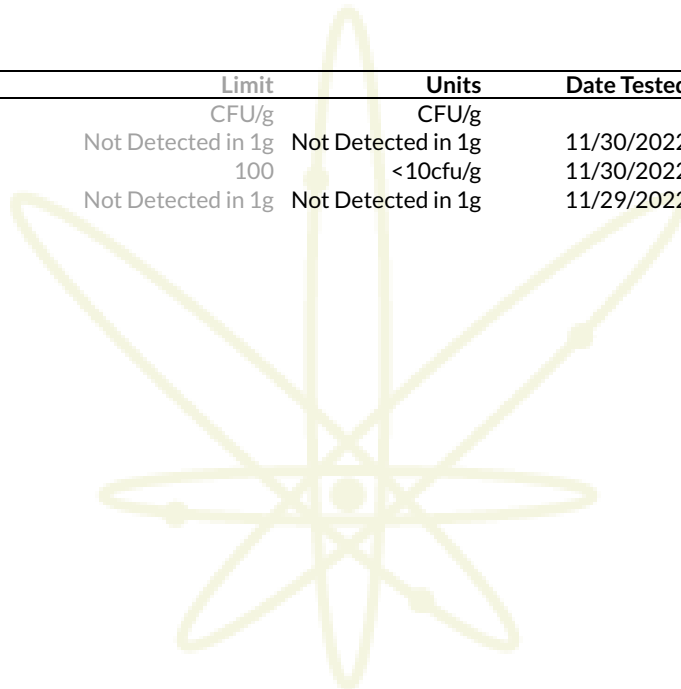 Limit Units Date Tested
CFU/g CFU/g
Not Detected in 1g Not Detected in 1g 11/30/2022
100 <10cfu/g 11/30/2022
Not Detected in 1g Not Detected in 1g 11/29/2022